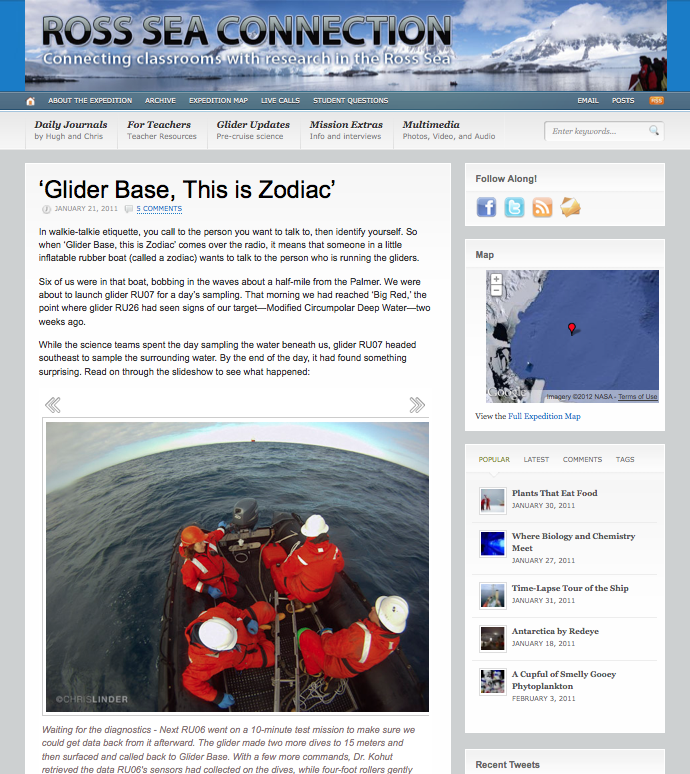 ROSS SEA CONNECTION
Connecting classrooms with research in the Ross Sea
ABOUT THE EXPEDITION ARCHIVE EXPEDITION MAP LIVE CALLS STUDENT QUESTIONS EMAIL POSTS RSS
Daily Journals
by Hugh and Chris
For Teachers
Teacher Resources
Glider Updates
Pre-cruise science
Mission Extras
Info and interviews
Multimedia
Photos, Video, and Audio
Enter keywords...
‘Glider Base, This is Zodiac’
JANUARY 21, 2011 5 COMMENTS
In walkie-talkie etiquette, you call to the person you want to talk to, then identify yourself. So
when ‘Glider Base, this is Zodiac’ comes over the radio, it means that someone in a little
inflatable rubber boat (called a zodiac) wants to talk to the person who is running the gliders.
Six of us were in that boat, bobbing in the waves about a half-mile from the Palmer. We were
about to launch glider RU07 for a day’s sampling. That morning we had reached ‘Big Red,’ the
point where glider RU26 had seen signs of our target—Modified Circumpolar Deep Water—two
weeks ago.
While the science teams spent the day sampling the water beneath us, glider RU07 headed
southeast to sample the surrounding water. By the end of the day, it had found something
surprising. Read on through the slideshow to see what happened:
©CHRISLINDER
Waiting for the diagnostics - Next RU06 went on a 10-minute test mission to make sure we
could get data back from it afterward. The glider made two more dives to 15 meters and
then surfaced and called back to Glider Base. With a few more commands, Dr. Kohut
retrieved the data RU06's sensors had collected on the dives, while four-foot rollers gently
Follow Along!
Map
+
-
Google
Imagery ©2012 NASA - Terms of Use
View the Full Expedition Map
POPULAR LATEST COMMENTS TAGS
Plants That Eat Food
JANUARY 30, 2011
Where Biology and Chemistry
Meet
JANUARY 27, 2011
Time-Lapse Tour of the Ship
JANUARY 31, 2011
Antarctica by Redeye
JANUARY 18, 2011
A Cupful of Smelly Gooey
Phytoplankton
FEBRUARY 3, 2011
Recent Tweets